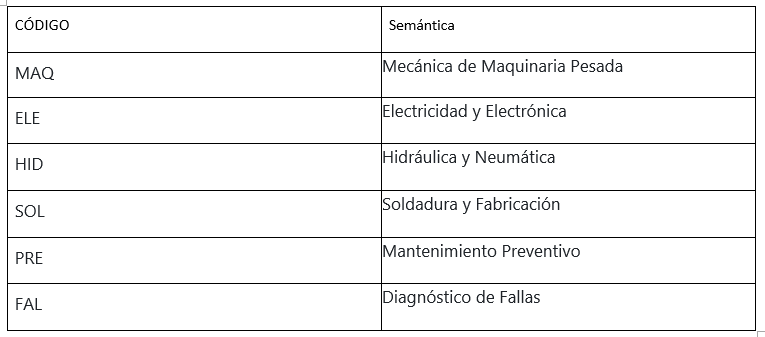 CÓDIGO Semántica
MAQ Mecánica de Maquinaria Pesada
ELE Electricidad y Electrónica
HID Hidráulica y Neumática
SOL Soldadura y Fabricación
PRE Mantenimiento Preventivo
FAL Diagnóstico de Fallas